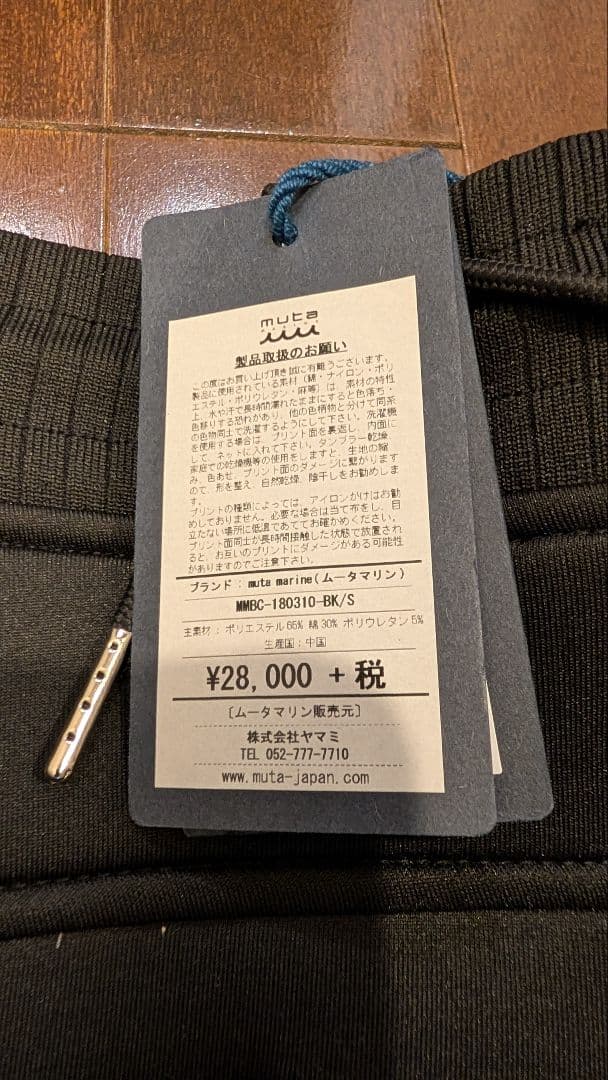 muta
製品取扱のお願い
この度はお買い上げ頂き誠に有難うございます。
製品に使用されている素材（綿・ナイロン・ポリ
エステル・ポリウレタン・麻等）は、素材の特性
上、水や汗で長時間濡れたままにすると色落ち・
色移りする恐れがあり、他の色柄物と分けて同系
の色物同士で洗濯するようにして下さい。洗濯機
を使用する場合は、プリント面を裏返し、内面に
して、ネットに入れて下さい。タンブラー乾燥、
家庭での乾燥機等の使用をしますと、生地の縮
み、色あせ、プリント面のダメージに繋がります
ので、形を整え、自然乾燥、陰干しをお勧めしま
す。
プリントの種類によっては、アイロンがけはお勧
めしておりません。必要な場合は当て布をし、目
立たない場所に低温であててお確かめください。
プリント面同士が長時間接触した状態で放置され
ると、お互いのプリントにダメージがある可能性
がありますのでご注意下さい。
ブランド：muta marine(ムータマリン)
MMBC-180310-BK/S
主素材：ポリエステル65% 綿30% ポリウレタン5%
生産国：中国
¥28,000 + 税
［ムータマリン販売元］
株式会社ヤマミ
TEL 052-777-7710
www.muta-japan.com